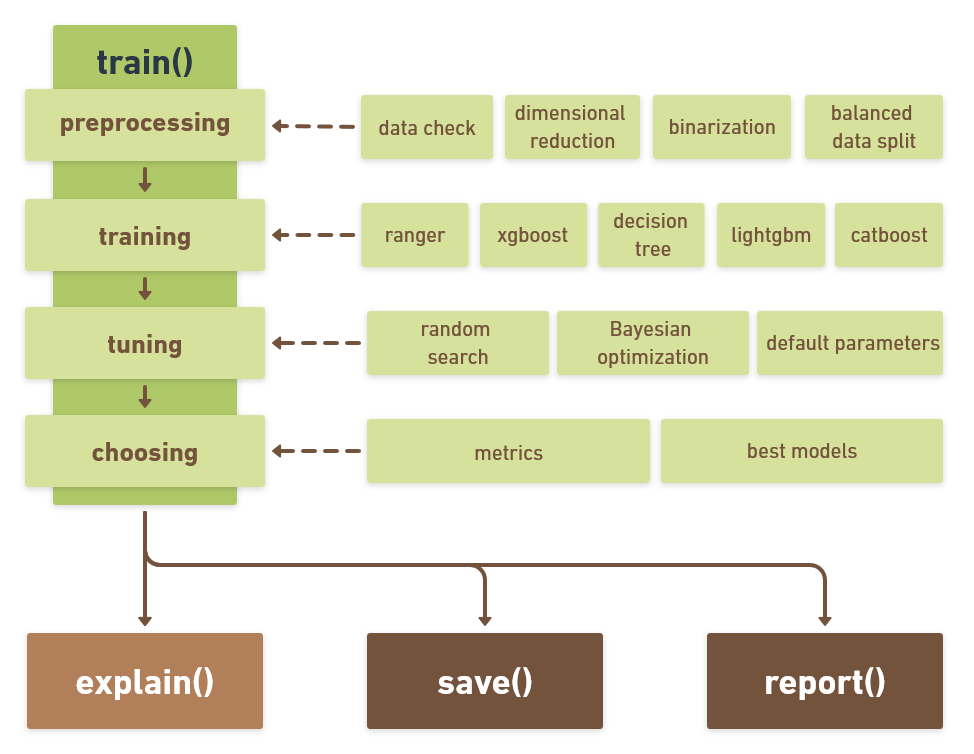 train()
preprocessing
data check
dimensional
reduction
binarization
balanced
data split
training
ranger
xgboost
decision
tree
lightgbm
catboost
tuning
random
search
Bayesian
optimization
default parameters
choosing
metrics
best models
explain()
save()
report()